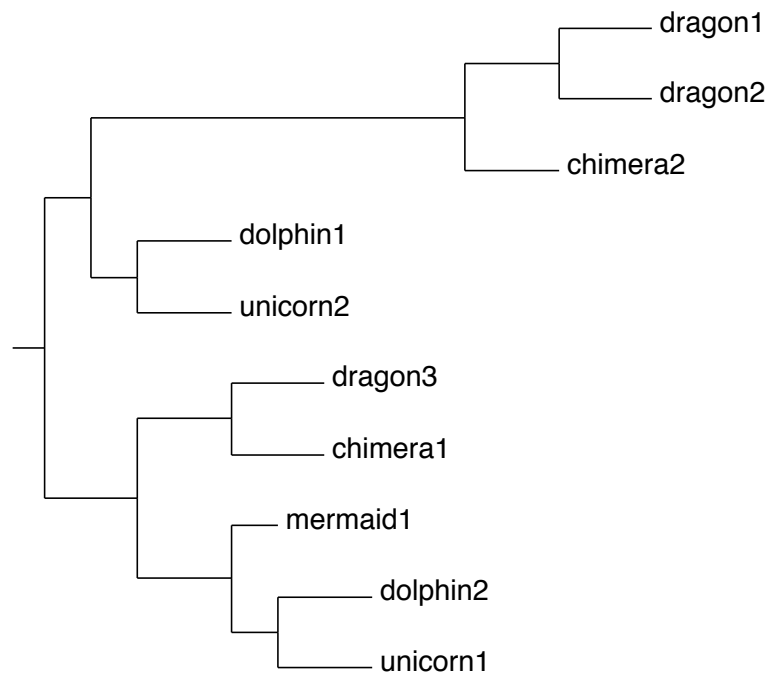 dragon1
dragon2
chimera2
dolphin1
unicorn2
dragon3
chimera1
mermaid1
dolphin2
unicorn1